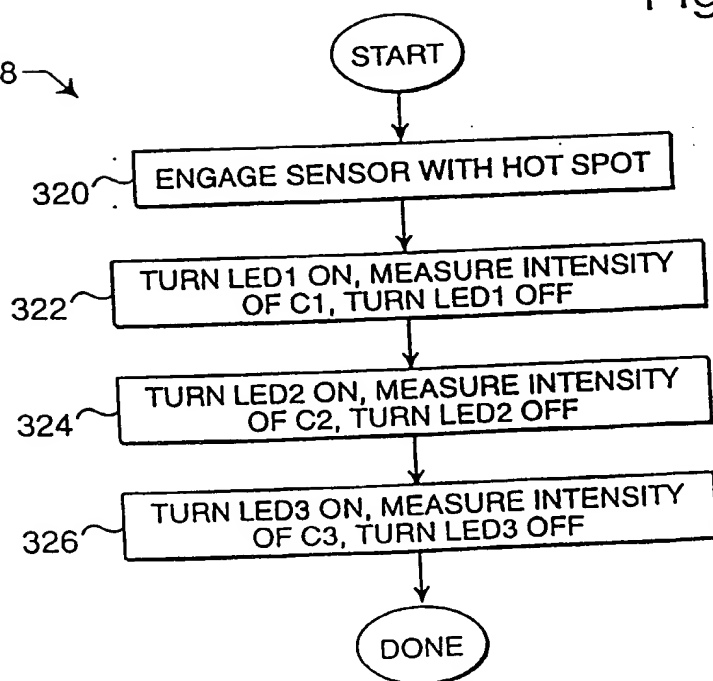 Fig
START
8
ENGAGE SENSOR WITH HOT SPOT
320
TURN LED1 ON, MEASURE INTENSITY
OF C1, TURN LED1 OFF
322
TURN LED2 ON, MEASURE INTENSITY
OF C2, TURN LED2 OFF
324
TURN LED3 ON, MEASURE INTENSITY
OF C3, TURN LED3 OFF
326
DONE